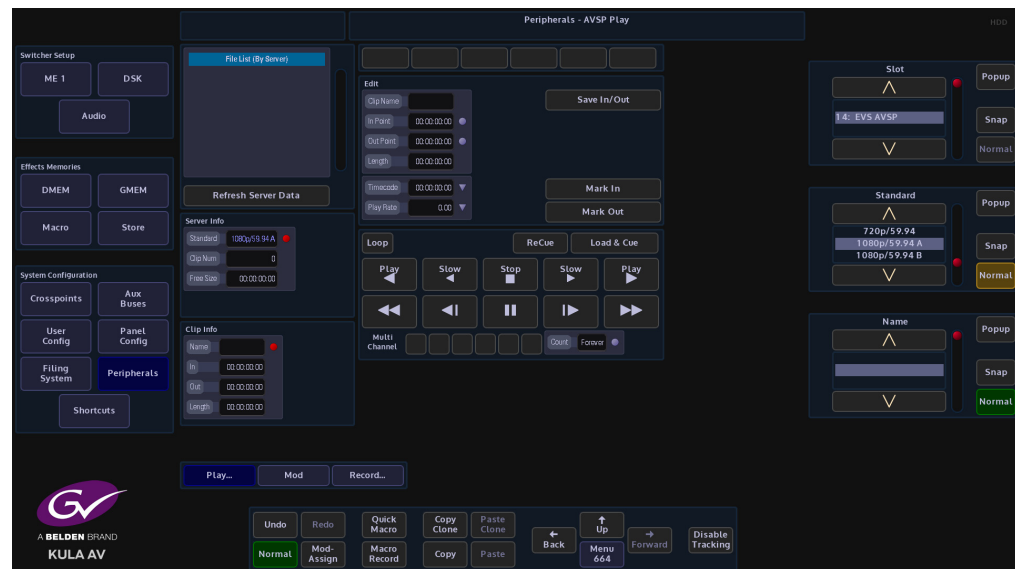 Peripherals - AVSP Play
HDD
Switcher Setup
ME 1
DSK
Audio
Effects Memories
DMEM
GMEM
Macro
Store
System Configuration
Crosspoints
Aux
Buses
User
Config
Panel
Config
Filing
System
Peripherals
Shortcuts
GV
A BELDEN BRAND
KULA AV
File List (By Server)
Refresh Server Data
Server Info
Standard
1080p/59.94 A
Clip Num
0
Free Size
00:00:00:00
Clip Info
Name
In
00:00:00:00
Out
00:00:00:00
Length
00:00:00:00
Edit
Clip Name
In Point
00:00:00:00
Out Point
00:00:00:00
Length
00:00:00:00
Timecode
00:00:00:00
Play Rate
0.00
Save In/Out
Mark In
Mark Out
Loop
ReCue
Load & Cue
Play
Slow
Stop
Slow
Play
Multi
Channel
Count
Forever
Slot
14: EVS AVSP
Popup
Snap
Normal
Standard
720p/59.94
1080p/59.94 A
1080p/59.94 B
Popup
Snap
Normal
Name
Popup
Snap
Normal
Play...
Mod
Record...
Undo
Redo
Quick
Macro
Copy
Clone
Paste
Clone
Normal
Mod-
Assign
Macro
Record
Copy
Paste
Back
Up
Menu
664
Forward
Disable
Tracking